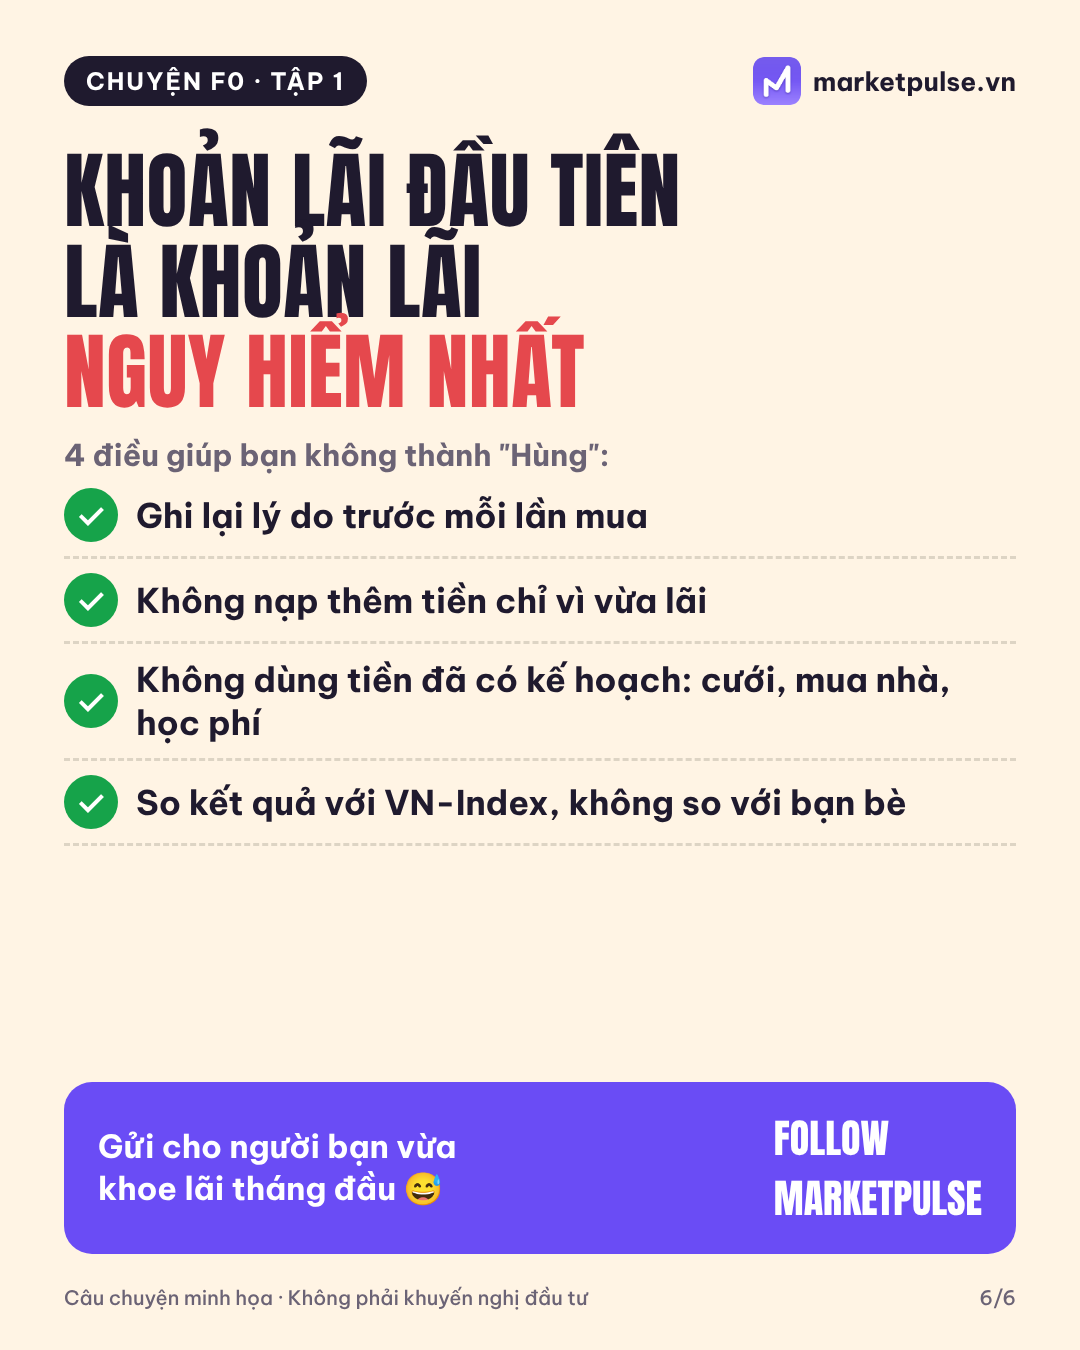 CHUYỆN F0 · TẬP 1
marketpulse.vn
KHOẢN LÃI ĐẦU TIÊN
LÀ KHOẢN LÃI
NGUY HIỂM NHẤT
4 điều giúp bạn không thành "Hùng":
Ghi lại lý do trước mỗi lần mua
Không nạp thêm tiền chỉ vì vừa lãi
Không dùng tiền đã có kế hoạch: cưới, mua nhà,
học phí
So kết quả với VN-Index, không so với bạn bè
Gửi cho người bạn vừa
khoe lãi tháng đầu 😅
FOLLOW
MARKETPULSE
Câu chuyện minh họa · Không phải khuyến nghị đầu tư
6/6